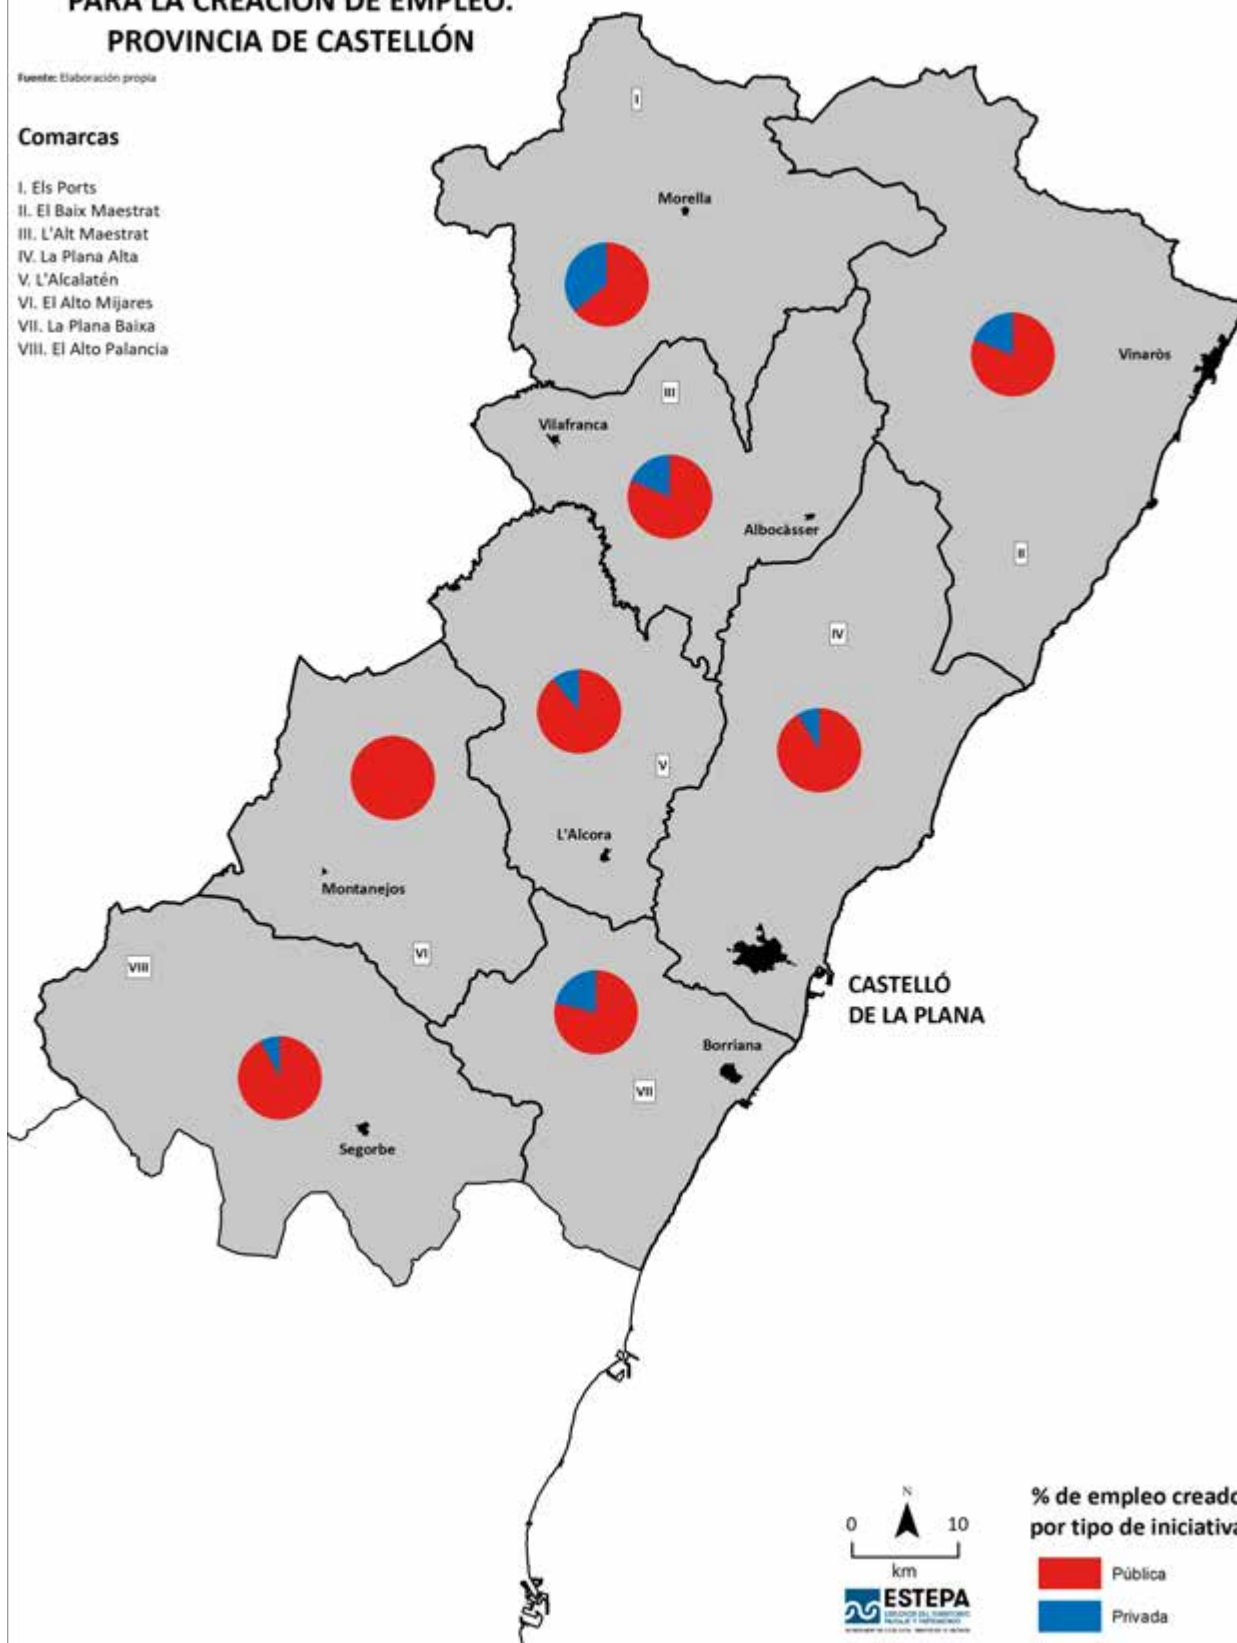 PARA LA CREACIÓN DE EMPLEO.
PROVINCIA DE CASTELLÓN
Fuente: Elaboración propia
Comarcas
I. Els Ports
II. El Baix Maestrat
III. L'Alt Maestrat
IV. La Plana Alta
V. L'Alcalatén
VI. El Alto Mijares
VII. La Plana Baixa
VIII. El Alto Palancia
I
Morella
Vinaròs
III
Vilafranca
Albocàsser
II
IV
V
L'Alcora
Montanejos
VI
VIII
CASTELLÓ
DE LA PLANA
Borriana
VII
Segorbe
N
0 10
km
ESTEPA
% de empleo creado
por tipo de iniciativa
Pública
Privada